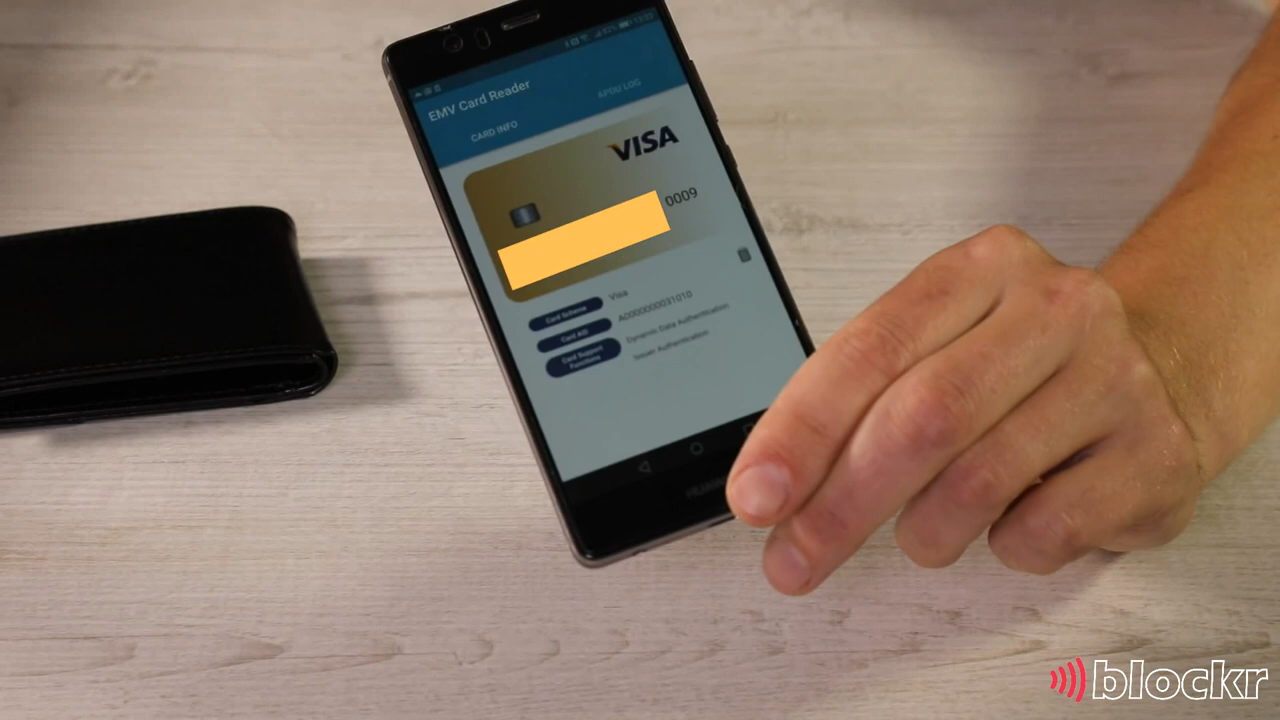 EMV Card Reader
CARD INFO
APDU LOG
VISA
0009
Card Scheme
Visa
Card AID
A0000000031010
Card Support
Functions
Dynamic Data Authentication
Issuer Authentication
HUAWEI
blockr